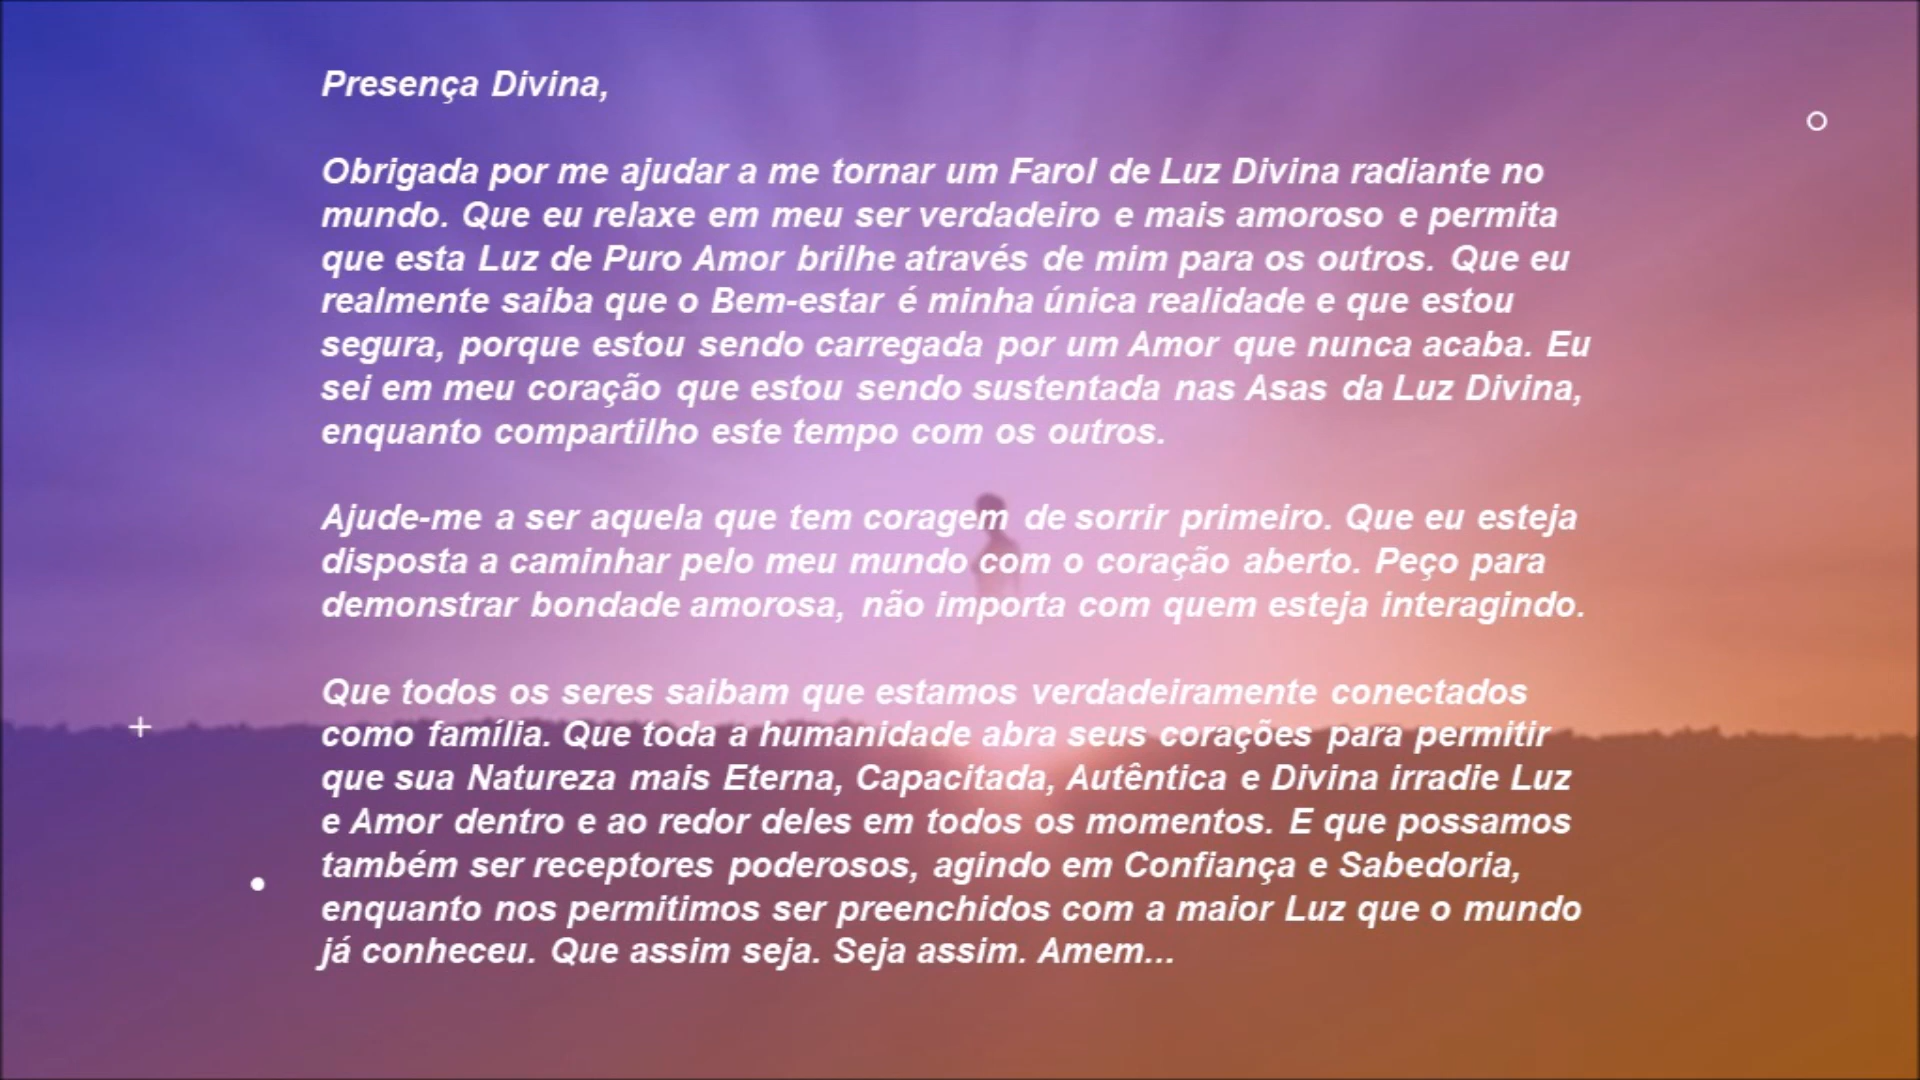 Presença Divina,
Obrigada por me ajudar a me tornar um Farol de Luz Divina radiante no
mundo. Que eu relaxe em meu ser verdadeiro e mais amoroso e permita
que esta Luz de Puro Amor brilhe através de mim para os outros. Que eu
realmente saiba que o Bem-estar é minha única realidade e que estou
segura, porque estou sendo carregada por um Amor que nunca acaba. Eu
sei em meu coração que estou sendo sustentada nas Asas da Luz Divina,
enquanto compartilho este tempo com os outros.
Ajude-me a ser aquela que tem coragem de sorrir primeiro. Que eu esteja
disposta a caminhar pelo meu mundo com o coração aberto. Peço para
demonstrar bondade amorosa, não importa com quem esteja interagindo.
Que todos os seres saibam que estamos verdadeiramente conectados
como família. Que toda a humanidade abra seus corações para permitir
que sua Natureza mais Eterna, Capacitada, Autêntica e Divina irradie Luz
e Amor dentro e ao redor deles em todos os momentos. E que possamos
também ser receptores poderosos, agindo em Confiança e Sabedoria,
enquanto nos permitimos ser preenchidos com a maior Luz que o mundo
já conheceu. Que assim seja. Seja assim. Amem...